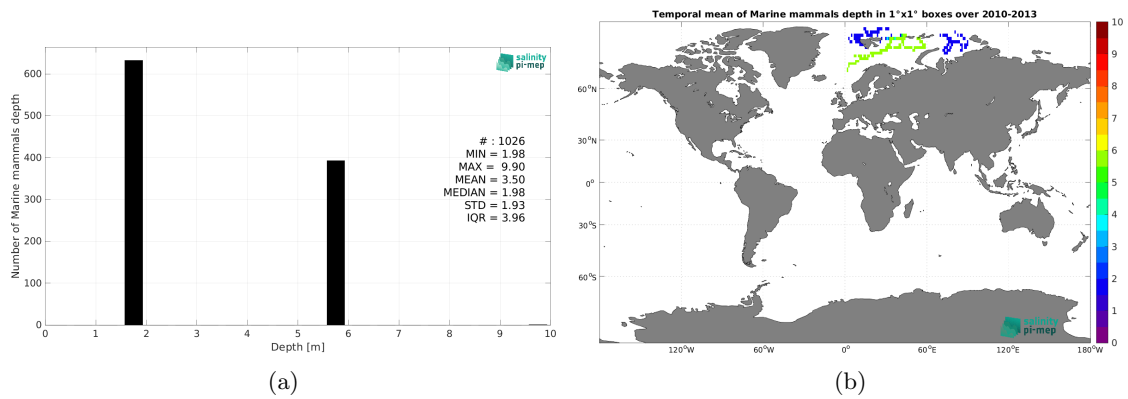 salinity
pi-mep
# : 1026
MIN = 1.98
MAX = 9.90
MEAN = 3.50
MEDIAN = 1.98
STD = 1.93
IQR = 3.96
Number of Marine mammals depth
600
500
400
300
200
100
0
0 1 2 3 4 5 6 7 8 9 10
Depth [m]
(a)
Temporal mean of Marine mammals depth in 1°x1° boxes over 2010-2013
60°N
30°N
0°
30°S
60°S
120°W 60°W 0° 60°E 120°E 180°W
salinity
pi-mep
10
9
8
7
6
5
4
3
2
1
0
(b)